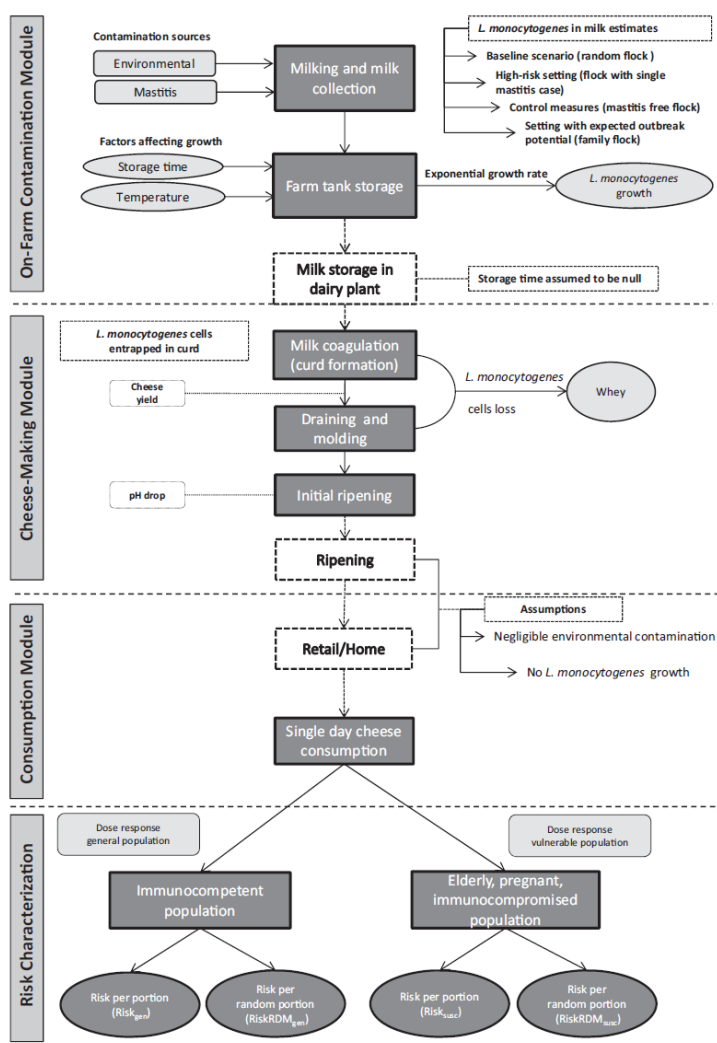 On-Farm Contamination Module
Contamination sources
Environmental
Mastitis
Milking and milk
collection
L. monocytogenes in milk estimates
Baseline scenario (random flock )
High-risk setting (flock with single
mastitis case)
Control measures (mastitis free flock)
Setting with expected outbreak
potential (family flock)
Factors affecting growth
Storage time
Temperature
Farm tank storage
Exponential growth rate
L. monocytogenes
growth
Milk storage in
dairy plant
Storage time assumed to be null
Cheese-Making Module
L. monocytogenes cells
entrapped in curd
Milk coagulation
(curd formation)
Cheese
yield
L. monocytogenes
cells loss
Whey
Draining and
molding
pH drop
Initial ripening
Ripening
Consumption Module
Assumptions
Negligible environmental contamination
No L. monocytogenes growth
Retail/Home
Single day cheese
consumption
Risk Characterization
Dose response
general population
Dose response
vulnerable population
Immunocompetent
population
Elderly, pregnant,
immunocompromised
population
Risk per portion
(Riskgen)
Risk per
random portion
(RiskRDMgen)
Risk per portion
(Risksusc)
Risk per
random portion
(RiskRDMsusc)